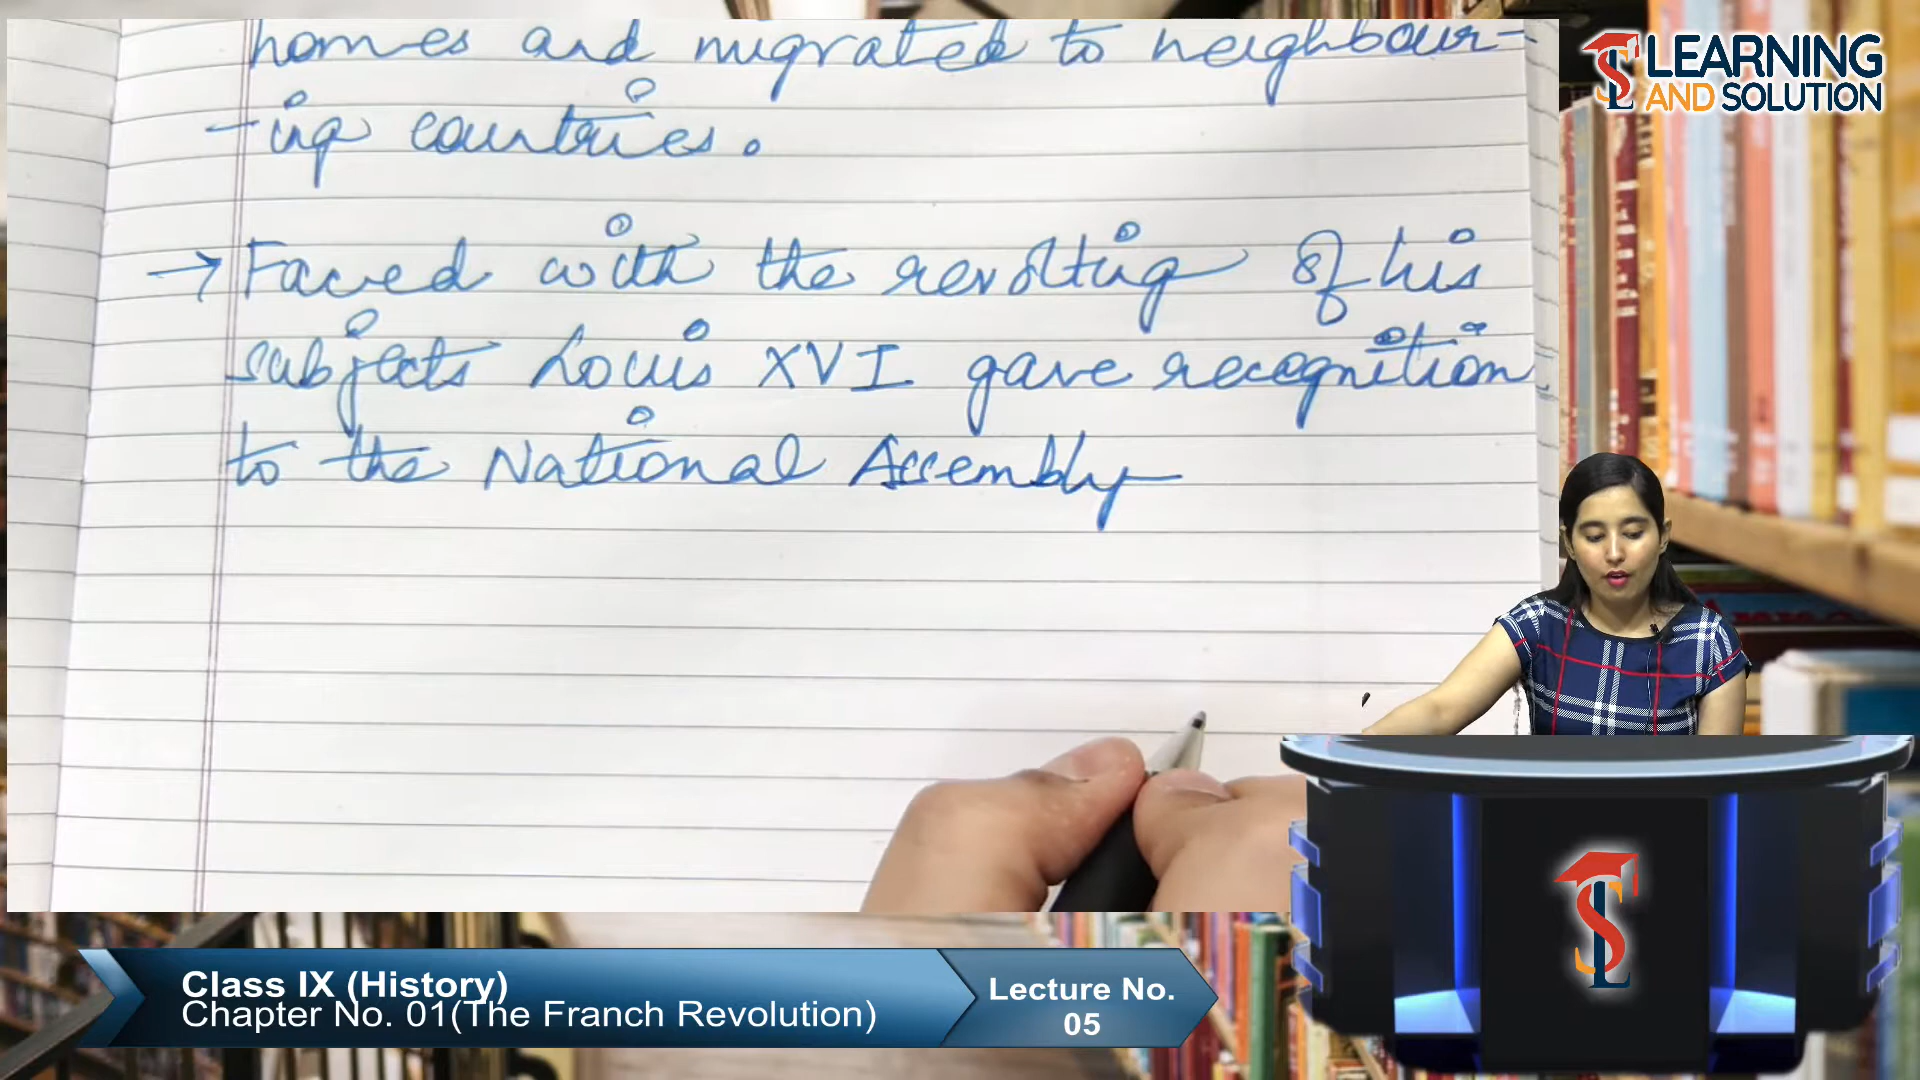 homes and migrated to neighbour-
-ing countries.
→ Faced with the revolting of his
subjects Louis XVI gave recognition
to the National Assembly
LEARNING
AND SOLUTION
Class IX (History)
Chapter No. 01(The Franch Revolution)
Lecture No.
05